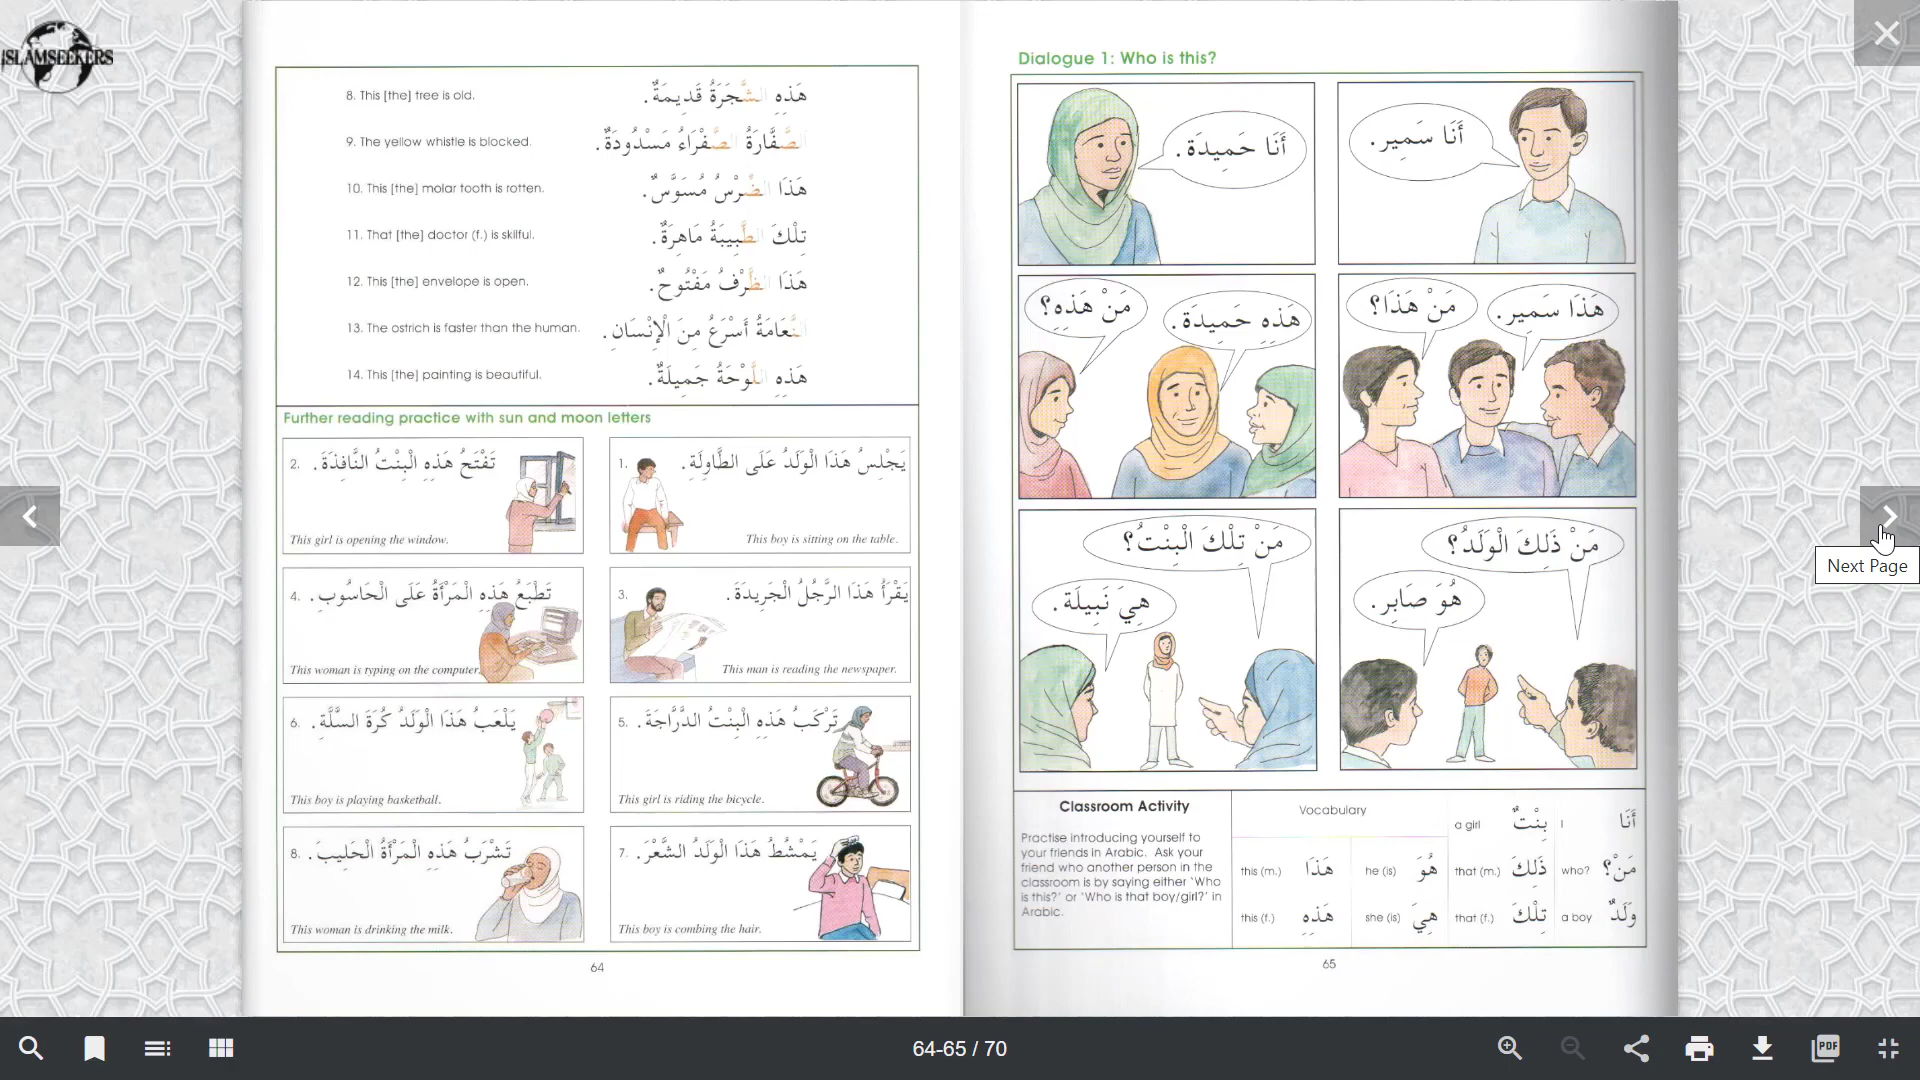 ISLAMSEEKERS
8. This [the] tree is old.
هَذِهِ الشَّجَرَةُ قَدِيمَةٌ.
9. The yellow whistle is blocked.
الصَّفَّارَةُ الصَّفْرَاءُ مَسْدُودَةٌ.
10. This [the] molar tooth is rotten.
هَذَا الضِّرْسُ مُسَوَّسٌ.
11. That [the] doctor (f.) is skilful.
تِلْكَ الطَّبِيبَةُ مَاهِرَةٌ.
12. This [the] envelope is open.
هَذَا الظَّرْفُ مَفْتُوحٌ.
13. The ostrich is faster than the human.
النَّعَامَةُ أَسْرَعُ مِنَ الْإِنْسَانِ.
14. This [the] painting is beautiful.
هَذِهِ اللَّوْحَةُ جَمِيلَةٌ.
Further reading practice with sun and moon letters
1. يَجْلِسُ هَذَا الْوَلَدُ عَلَى الطَّاوِلَةِ.
This boy is sitting on the table.
2. تَفْتَحُ هَذِهِ الْبِنْتُ النَّافِذَةَ.
This girl is opening the window.
3. يَقْرَأُ هَذَا الرَّجُلُ الْجَرِيدَةَ.
This man is reading the newspaper.
4. تَطْبَعُ هَذِهِ الْمَرْأَةُ عَلَى الْحَاسُوبِ.
This woman is typing on the computer.
5. تَرْكَبُ هَذِهِ الْبِنْتُ الدَّرَّاجَةَ.
This girl is riding the bicycle.
6. يَلْعَبُ هَذَا الْوَلَدُ كُرَةَ السَّلَّةِ.
This boy is playing basketball.
7. يَمْشُطُ هَذَا الْوَلَدُ الشَّعْرَ.
This boy is combing the hair.
8. تَشْرَبُ هَذِهِ الْمَرْأَةُ الْحَلِيبَ.
This woman is drinking the milk.
64
Dialogue 1: Who is this?
أَنَا سَمِير.
أَنَا حَمِيدَة.
مَنْ هَذَا؟
هَذَا سَمِير.
مَنْ هَذِهِ؟
هَذِهِ حَمِيدَة.
مَنْ ذَلِكَ الْوَلَدُ؟
هُوَ صَابِر.
مَنْ تِلْكَ الْبِنْتُ؟
هِيَ نَبِيلَة.
Classroom Activity
Practise introducing yourself to
your friends in Arabic. Ask your
friend who another person in the
classroom is by saying either 'Who
is this?' or 'Who is that boy/girl?' in
Arabic.
Vocabulary
a girl بِنْتٌ I أَنَا
this (m.) هَذَا he (is) هُوَ that (m.) ذَلِكَ who? مَنْ؟
this (f.) هَذِهِ she (is) هِيَ that (f.) تِلْكَ a boy وَلَدٌ
65
Next Page
64-65 / 70
PDF